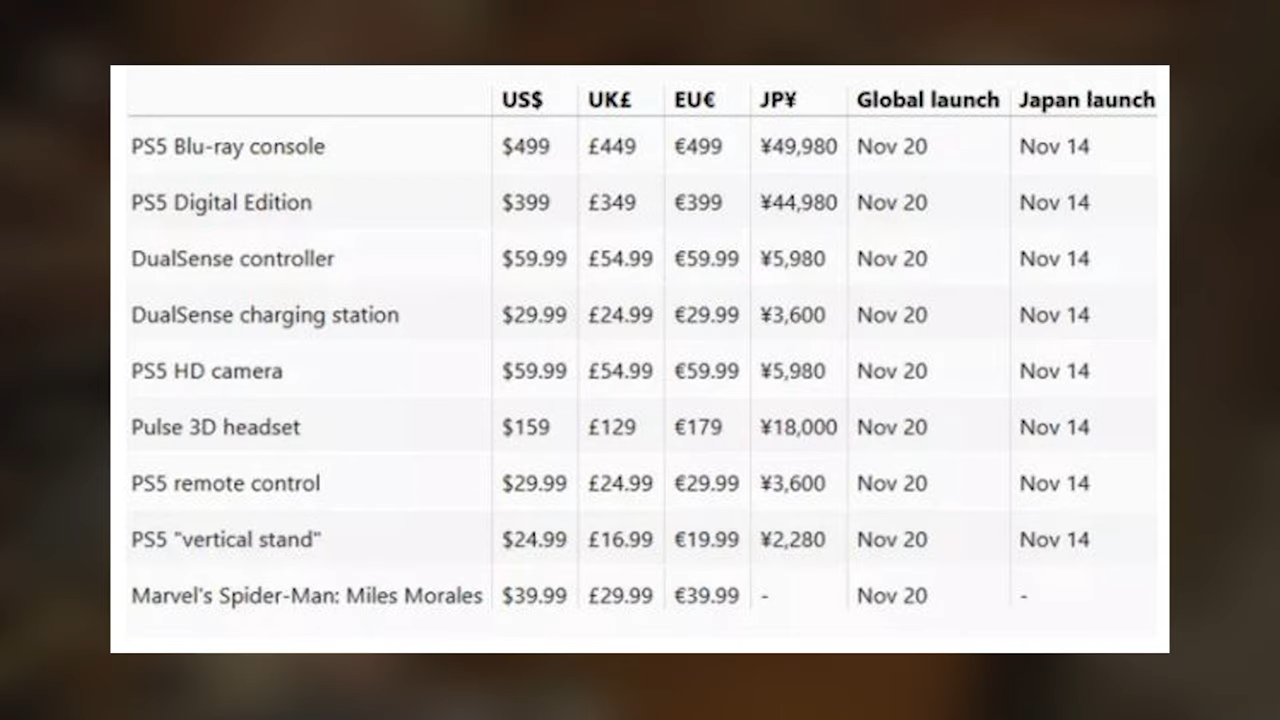 US$ UK£ EU€ JP¥ Global launch Japan launch
PS5 Blu-ray console $499 £449 €499 ¥49,980 Nov 20 Nov 14
PS5 Digital Edition $399 £349 €399 ¥44,980 Nov 20 Nov 14
DualSense controller $59.99 £54.99 €59.99 ¥5,980 Nov 20 Nov 14
DualSense charging station $29.99 £24.99 €29.99 ¥3,600 Nov 20 Nov 14
PS5 HD camera $59.99 £54.99 €59.99 ¥5,980 Nov 20 Nov 14
Pulse 3D headset $159 £129 €179 ¥18,000 Nov 20 Nov 14
PS5 remote control $29.99 £24.99 €29.99 ¥3,600 Nov 20 Nov 14
PS5 "vertical stand" $24.99 £16.99 €19.99 ¥2,280 Nov 20 Nov 14
Marvel's Spider-Man: Miles Morales $39.99 £29.99 €39.99 - Nov 20 -